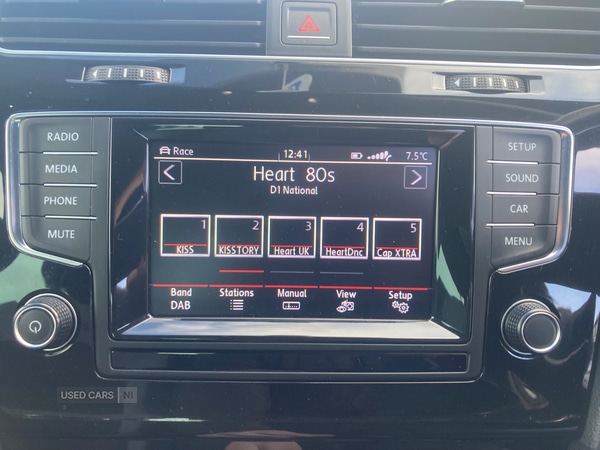 RADIO
MEDIA
PHONE
MUTE
Race
12:41
7.5°C
Heart 80s
D1 National
1
KISS
2
KISSTORY
3
Heart UK
4
HeartDnc
5
Cap XTRA
Band
DAB
Stations
Manual
View
Setup
SETUP
SOUND
CAR
MENU
USED CARS NI